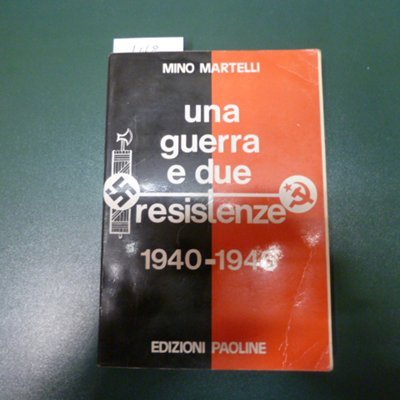 MINO MARTELLI
una
guerra
e due
resistenze
1940-1946
EDIZIONI PAOLINE